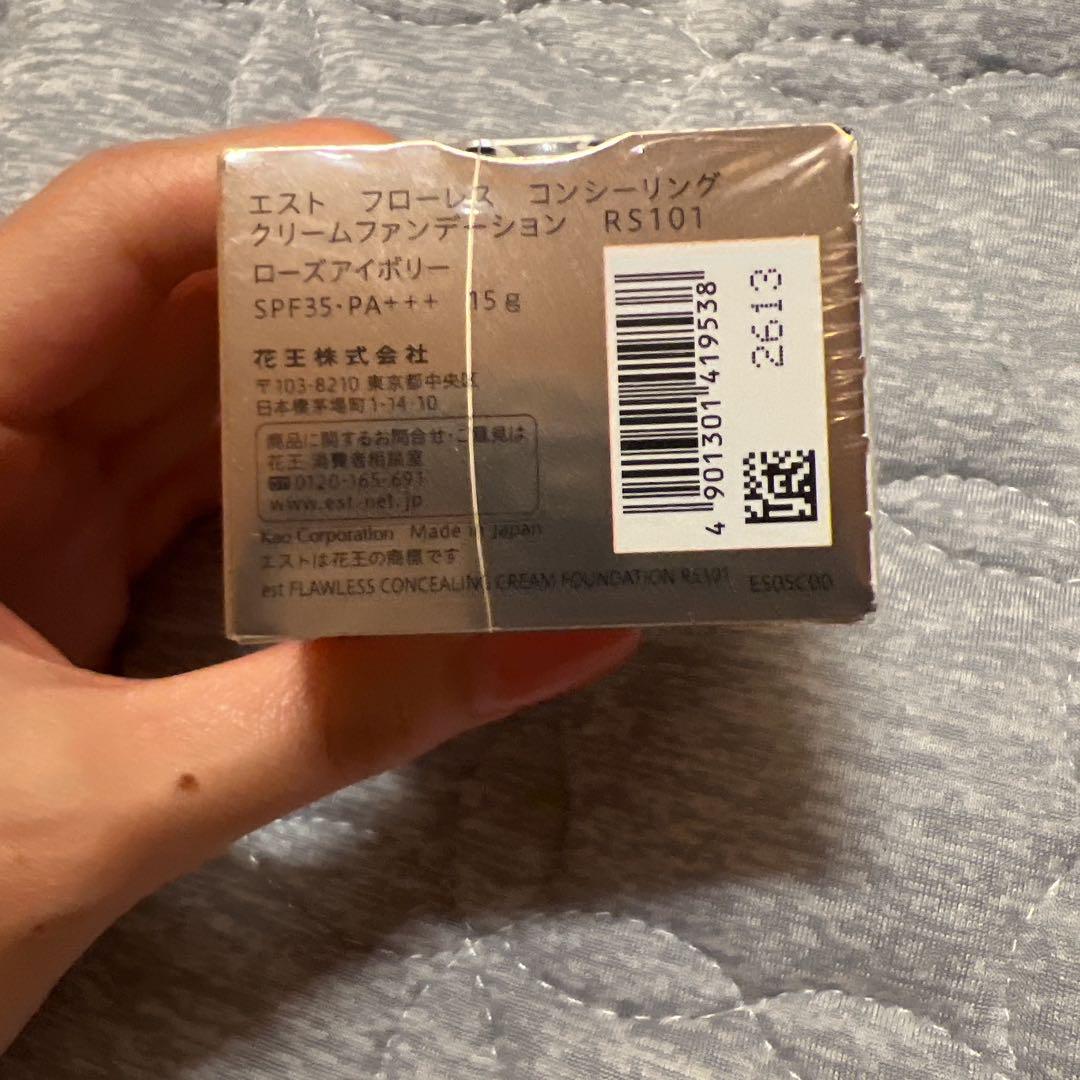 エスト　フローレス　コンシーリング
クリームファンデーション　RS101
ローズアイボリー
SPF35・PA+++　15g
花王株式会社
〒103-8210 東京都中央区
日本橋茅場町1-14-10
商品に関するお問合せ・ご意見は
花王 消費者相談室
☎0120-165-691
www.est-net.jp
Kao Corporation　Made in Japan
エストは花王の商標です
est FLAWLESS CONCEALING CREAM FOUNDATION RS101　ES05C00
4 901301 419538
2613